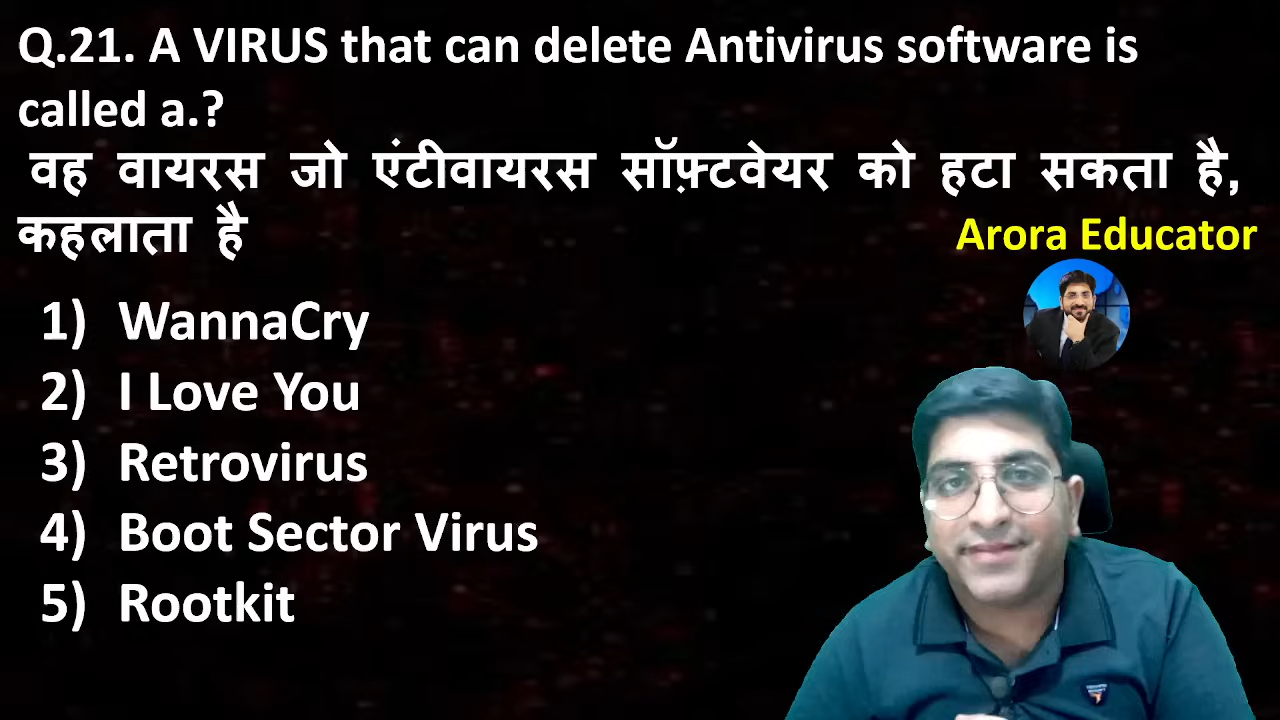 Q.21. A VIRUS that can delete Antivirus software is
called a.?
वह वायरस जो एंटीवायरस सॉफ़्टवेयर को हटा सकता है,
कहलाता है
Arora Educator
1) WannaCry
2) I Love You
3) Retrovirus
4) Boot Sector Virus
5) Rootkit